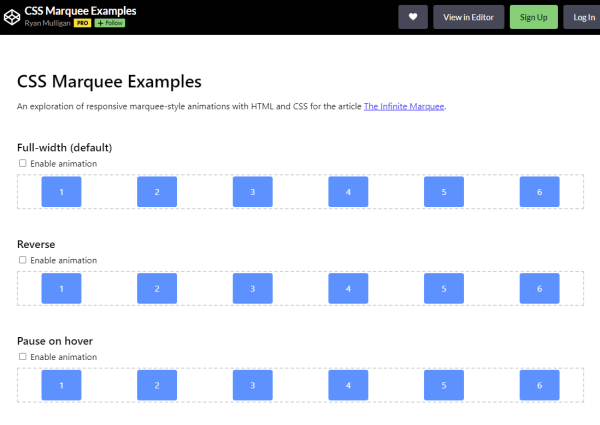 CSS Marquee Examples
Ryan Mulligan PRO + Follow
View in Editor
Sign Up
Log In
CSS Marquee Examples
An exploration of responsive marquee-style animations with HTML and CSS for the article The Infinite Marquee.
Full-width (default)
Enable animation
1 2 3 4 5 6
Reverse
Enable animation
1 2 3 4 5 6
Pause on hover
Enable animation
1 2 3 4 5 6